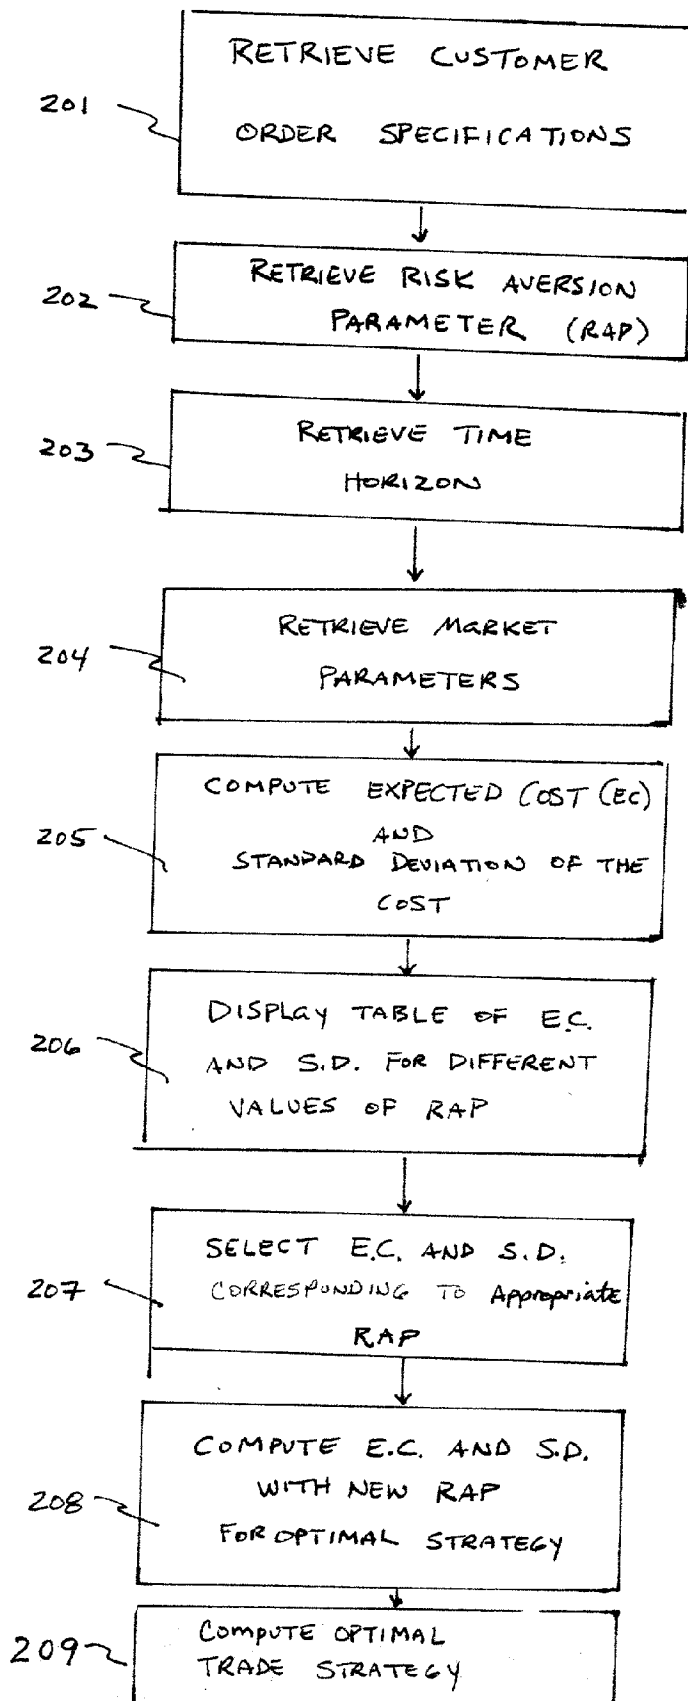 RETRIEVE CUSTOMER
201
ORDER SPECIFICATIONS
RETRIEVE RISK AVERSION
202
PARAMETER (RAP)
RETRIEVE TIME
203
HORIZON
RETRIEVE MARKET
204
PARAMETERS
COMPUTE EXPECTED COST (EC)
205
AND
STANDARD DEVIATION OF THE
COST
DISPLAY TABLE OF E.C.
206
AND S.D. FOR DIFFERENT
VALUES OF RAP
SELECT E.C. AND S.D.
207
CORRESPONDING TO Appropriate
RAP
COMPUTE E.C. AND S.D.
WITH NEW RAP
208
FOR OPTIMAL STRATEGY
209
COMPUTE OPTIMAL
TRADE STRATEGY